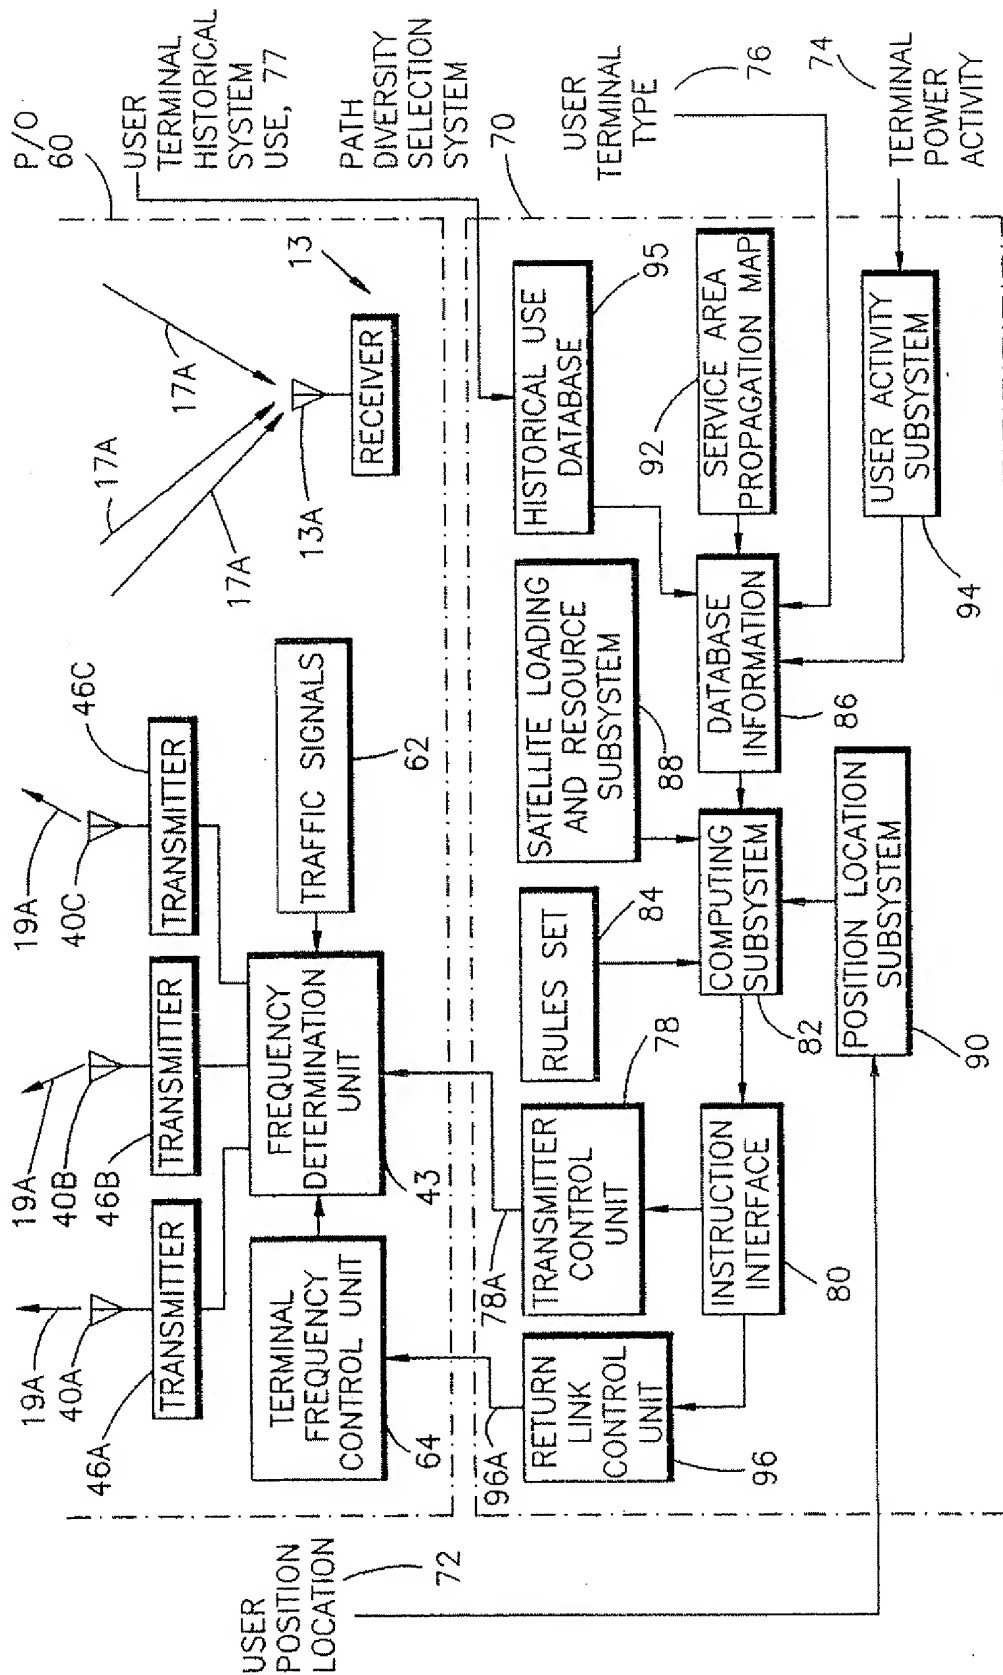 19A
40A
46A
TRANSMITTER
19A
40B
46B
TRANSMITTER
19A
40C
46C
TRANSMITTER
TERMINAL
FREQUENCY
CONTROL UNIT
64
FREQUENCY
DETERMINATION
UNIT
43
TRAFFIC SIGNALS
62
17A
17A
17A
13A
RECEIVER
13
P/O
60
USER
TERMINAL
HISTORICAL
SYSTEM
USE, 77
PATH
DIVERSITY
SELECTION
SYSTEM
70
USER
TERMINAL
TYPE
76
74
TERMINAL
POWER
ACTIVITY
USER
POSITION
LOCATION
72
96A
RETURN
LINK
CONTROL
UNIT
96
78A
TRANSMITTER
CONTROL
UNIT
78
RULES SET
84
SATELLITE LOADING
AND RESOURCE
SUBSYSTEM
88
HISTORICAL USE
DATABASE
95
92
SERVICE AREA
PROPAGATION MAP
INSTRUCTION
INTERFACE
80
COMPUTING
SUBSYSTEM
82
DATABASE
INFORMATION
86
POSITION LOCATION
SUBSYSTEM
90
USER ACTIVITY
SUBSYSTEM
94